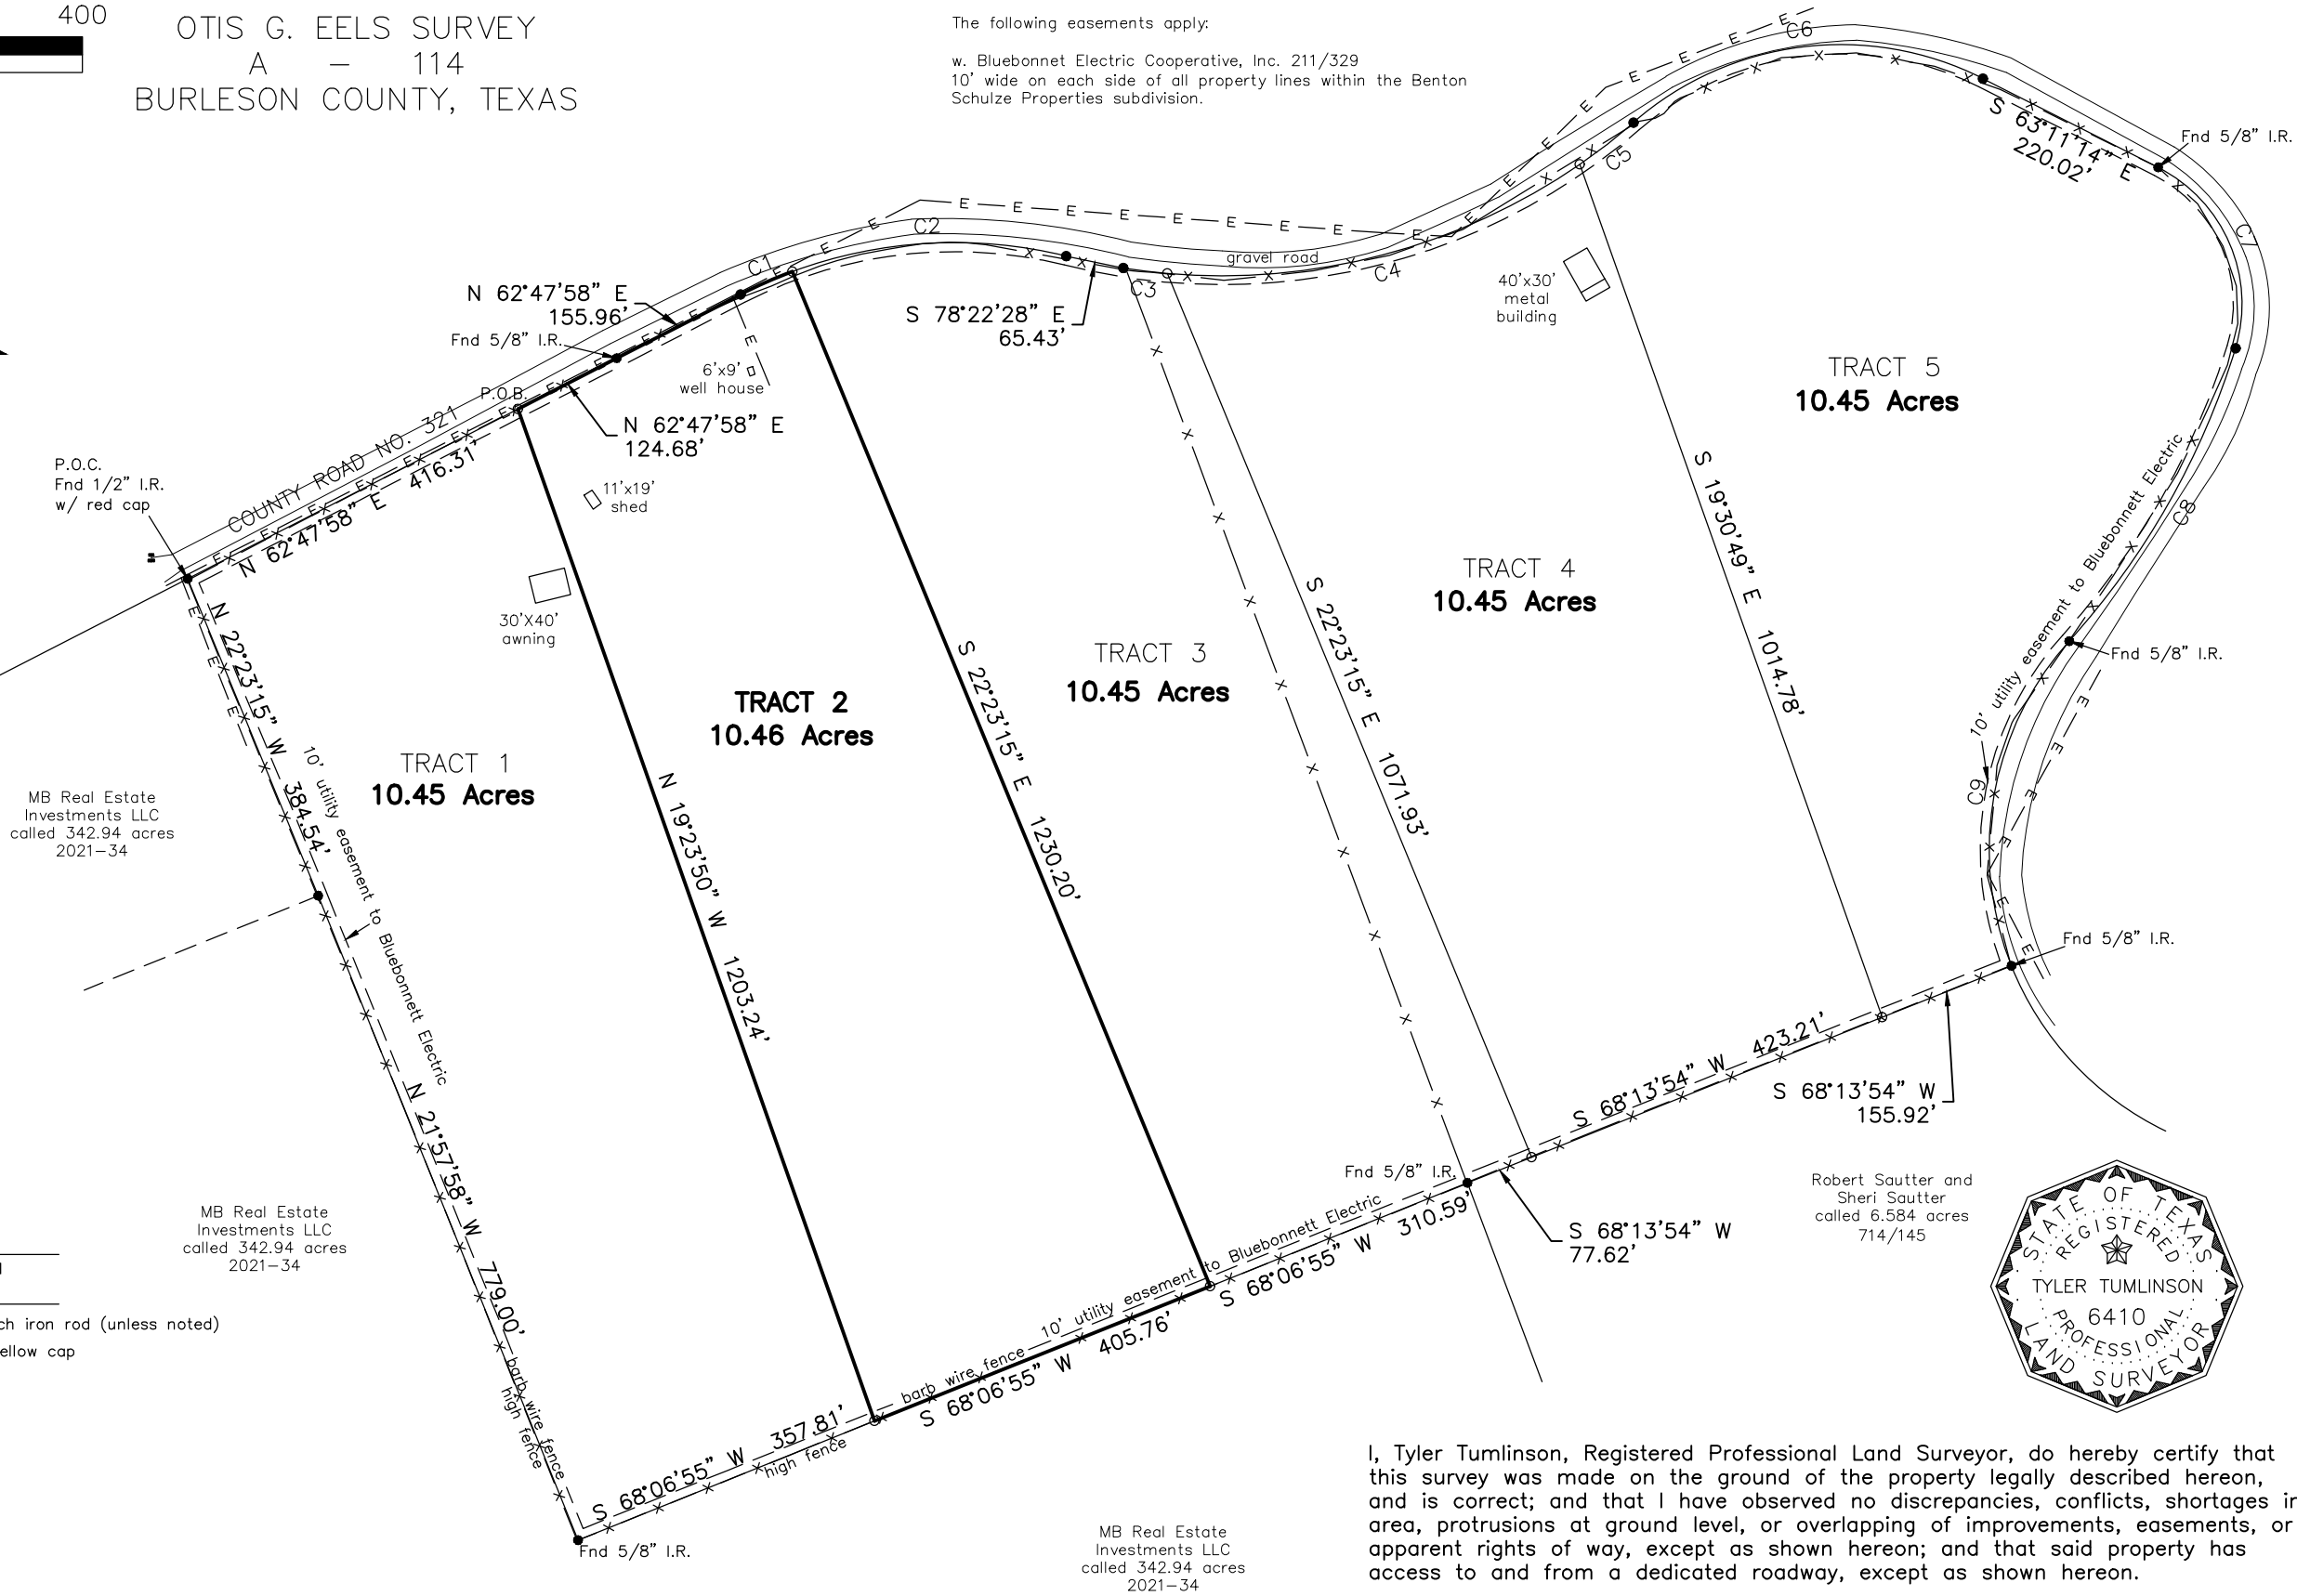 400
OTIS G. EELS SURVEY
A – 114
BURLESON COUNTY, TEXAS
The following easements apply:
w. Bluebonnet Electric Cooperative, Inc. 211/329
10' wide on each side of all property lines within the Benton
Schulze Properties subdivision.
C6
C5
S 63°11'14" E
220.02'
Fnd 5/8" I.R.
C7
C2
C1
gravel road
C4
C3
N 62°47'58" E
155.96'
Fnd 5/8" I.R.
S 78°22'28" E
65.43'
40'x30'
metal
building
6'x9'
well house
P.O.B.
N 62°47'58" E
124.68'
TRACT 5
10.45 Acres
COUNTY ROAD NO. 321
N 62°47'58" E 416.31'
P.O.C.
Fnd 1/2" I.R.
w/ red cap
11'x19'
shed
30'X40'
awning
S 19°30'49" E 1014.78'
10' utility easement to Bluebonnett Electric
C8
TRACT 4
10.45 Acres
S 22°23'15" E 1071.93'
TRACT 3
10.45 Acres
S 22°23'15" E 1230.20'
Fnd 5/8" I.R.
TRACT 2
10.46 Acres
N 19°23'50" W 1203.24'
TRACT 1
10.45 Acres
N 22°23'15" W 384.54'
10' utility easement to Bluebonnett Electric
C9
MB Real Estate
Investments LLC
called 342.94 acres
2021–34
Fnd 5/8" I.R.
N 21°57'58" W 779.00'
S 68°13'54" W 423.21'
S 68°13'54" W
155.92'
Fnd 5/8" I.R.
S 68°13'54" W
77.62'
Robert Sautter and
Sheri Sautter
called 6.584 acres
714/145
MB Real Estate
Investments LLC
called 342.94 acres
2021–34
10' utility easement to Bluebonnett Electric
S 68°06'55" W 310.59'
barb wire fence
S 68°06'55" W 405.76'
barb wire fence
high fence
S 68°06'55" W 357.81'
high fence
Fnd 5/8" I.R.
ch iron rod (unless noted)
ellow cap
STATE OF TEXAS
REGISTERED
TYLER TUMLINSON
6410
PROFESSIONAL
LAND SURVEYOR
MB Real Estate
Investments LLC
called 342.94 acres
2021–34
I, Tyler Tumlinson, Registered Professional Land Surveyor, do hereby certify that
this survey was made on the ground of the property legally described hereon,
and is correct; and that I have observed no discrepancies, conflicts, shortages in
area, protrusions at ground level, or overlapping of improvements, easements, or
apparent rights of way, except as shown hereon; and that said property has
access to and from a dedicated roadway, except as shown hereon.